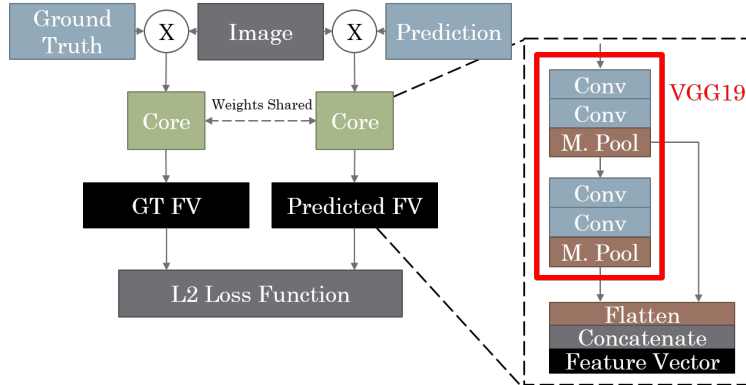 Ground
Truth
X
Image
X
Prediction
Core
Weights Shared
Core
GT FV
Predicted FV
L2 Loss Function
VGG19
Conv
Conv
M. Pool
Conv
Conv
M. Pool
Flatten
Concatenate
Feature Vector